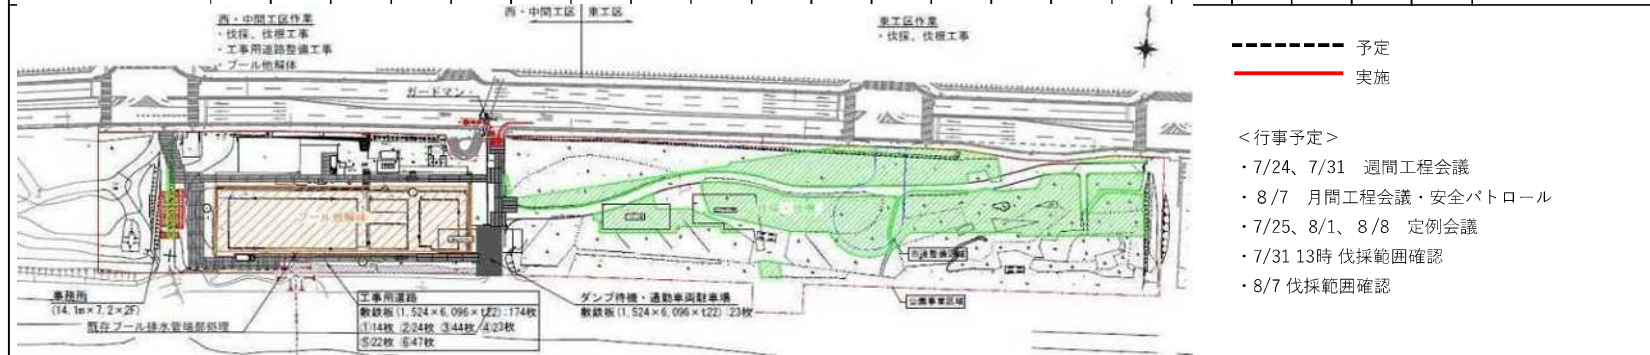 西・中間工区作業
・伐採、伐根工事
・工事用道路整備工事
・プール他解体
西・中間工区 東工区
東工区作業
・伐採、伐根工事
ガードマン
プール他解体
事務所
(14.1m×7.2×2F)
既存プール排水管端部処理
工事用道路
敷鉄板(1,524×6,096×t22):174枚
①14枚 ②24枚 ③44枚 ④23枚
⑤22枚 ⑥47枚
ダンプ待機・通勤車両駐車場
敷鉄板(1,524×6,096×t22):23枚
公園事業区域
予定
実施
＜行事予定＞
・7/24、7/31　週間工程会議
・８/7　月間工程会議・安全パトロール
・7/25、8/1、８/8　定例会議
・7/31 13時 伐採範囲確認
・8/7 伐採範囲確認